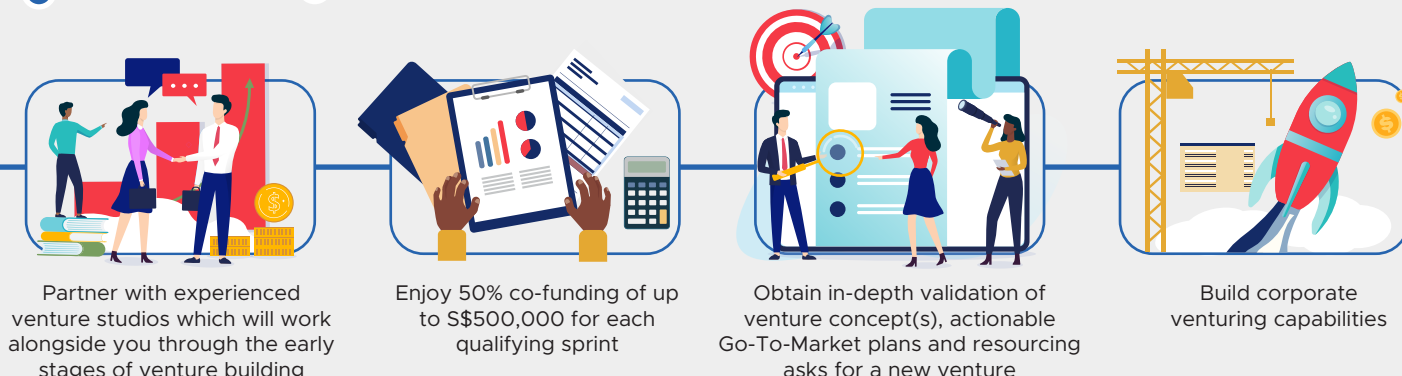 Partner with experienced
venture studios which will work
alongside you through the early
stages of venture building
Enjoy 50% co-funding of up
to S$500,000 for each
qualifying sprint
Obtain in-depth validation of
venture concept(s), actionable
Go-To-Market plans and resourcing
asks for a new venture
Build corporate
venturing capabilities